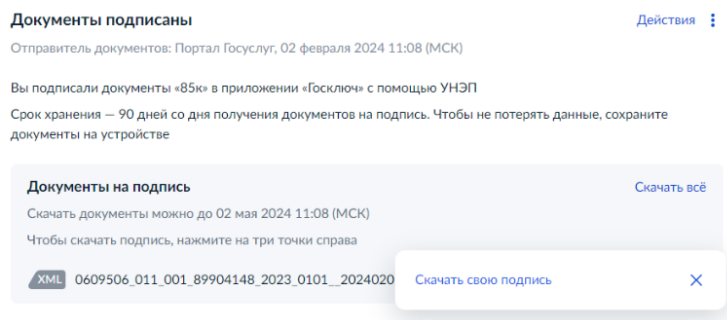 Документы подписаны
Действия
Отправитель документов: Портал Госуслуг, 02 февраля 2024 11:08 (МСК)
Вы подписали документы «85к» в приложении «Госключ» с помощью УНЭП
Срок хранения — 90 дней со дня получения документов на подпись. Чтобы не потерять данные, сохраните
документы на устройстве
Документы на подпись
Скачать всё
Скачать документы можно до 02 мая 2024 11:08 (МСК)
Чтобы скачать подпись, нажмите на три точки справа
XML 0609506_011_001_89904148_2023_0101__2024020
Скачать свою подпись